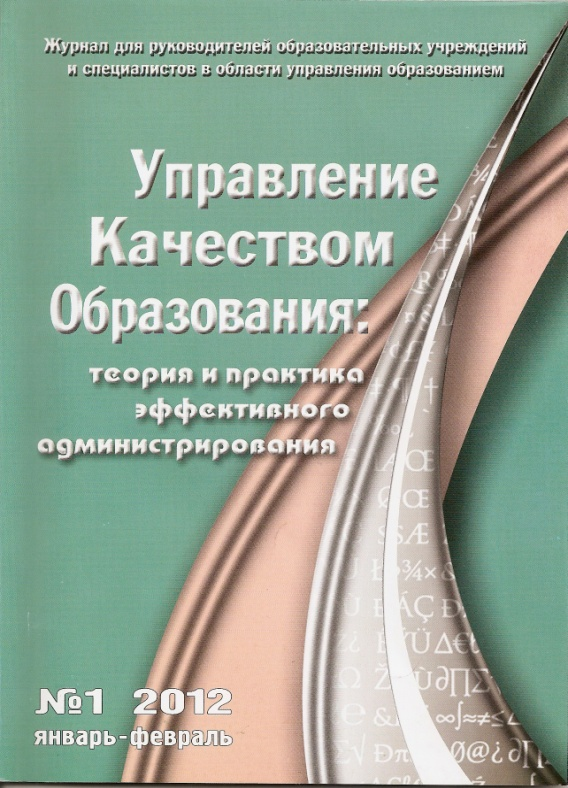 Журнал для руководителей образовательных учреждений
и специалистов в области управления образованием
Управление
Качеством
Образования:
теория и практика
эффективного
администрирования
№1 2012
январь-февраль